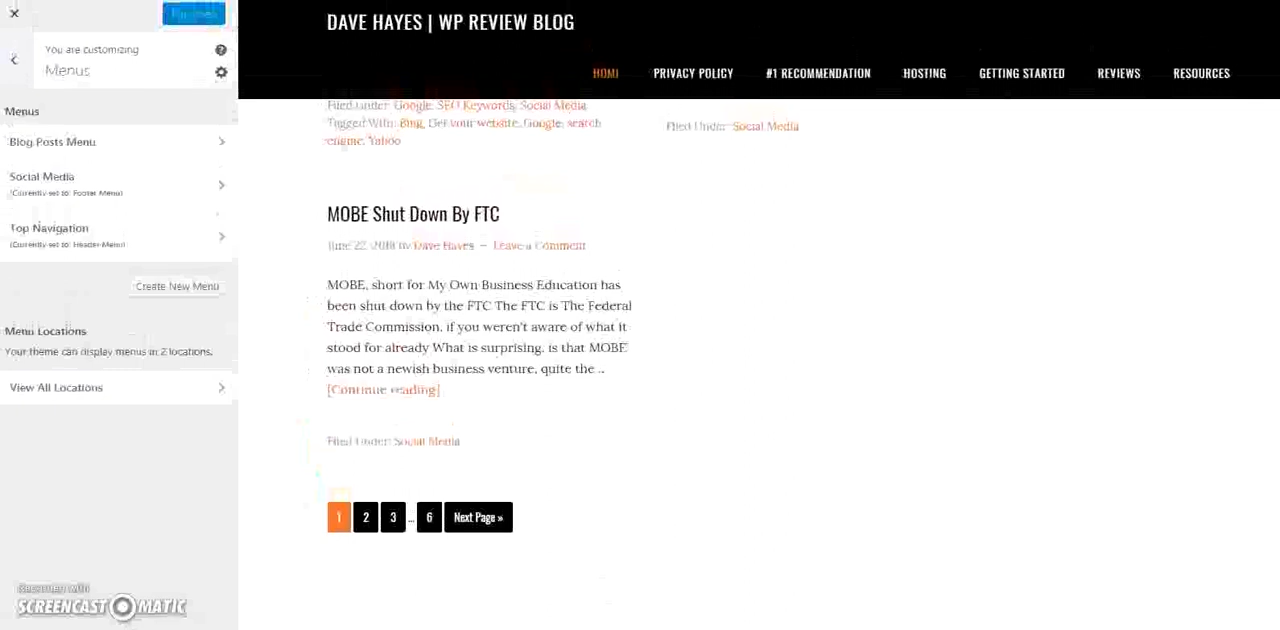 You are customizing
Menus
Menus
Blog Posts Menu
Social Media
(Currently set to: Footer Menu)
Top Navigation
(Currently set to: Header Menu)
Create New Menu
Menu Locations
Your theme can display menus in 2 locations.
View All Locations
Recorded with
SCREENCAST O MATIC
DAVE HAYES | WP REVIEW BLOG
HOME
PRIVACY POLICY
#1 RECOMMENDATION
HOSTING
GETTING STARTED
REVIEWS
RESOURCES
Filed Under: Google, SEO Keywords, Social Media
Tagged With: Bing, Get your website, Google, search
engine, Yahoo
Filed Under: Social Media
MOBE Shut Down By FTC
June 22, 2018 by Dave Hayes — Leave a Comment
MOBE, short for My Own Business Education has
been shut down by the FTC The FTC is The Federal
Trade Commission, if you weren't aware of what it
stood for already What is surprising, is that MOBE
was not a newish business venture, quite the ...
[Continue reading]
Filed Under: Social Media
1
2
3
...
6
Next Page »